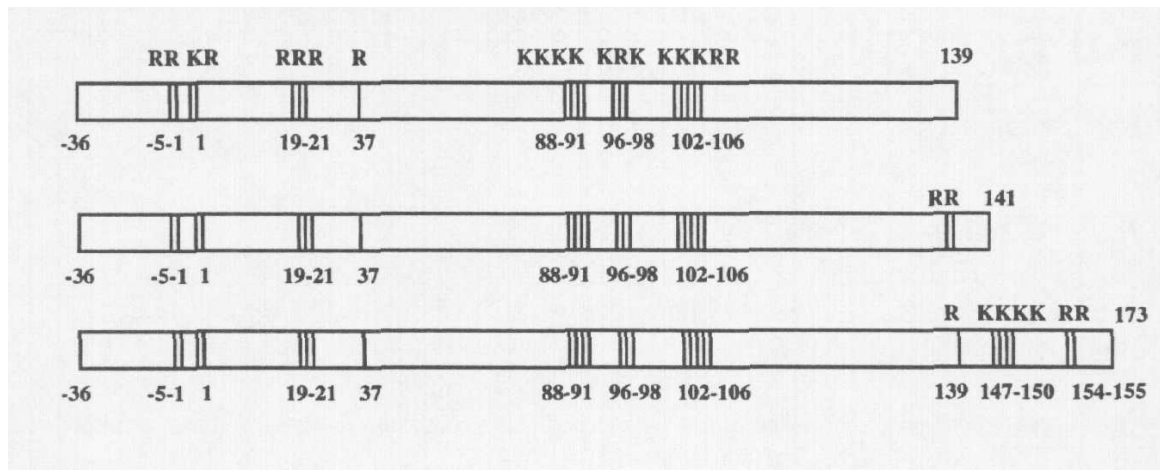 RR KR RRR R KKKK KRK KKKRR 139
-36 -5-1 1 19-21 37 88-91 96-98 102-106
RR 141
-36 -5-1 1 19-21 37 88-91 96-98 102-106
R KKKK RR 173
-36 -5-1 1 19-21 37 88-91 96-98 102-106 139 147-150 154-155